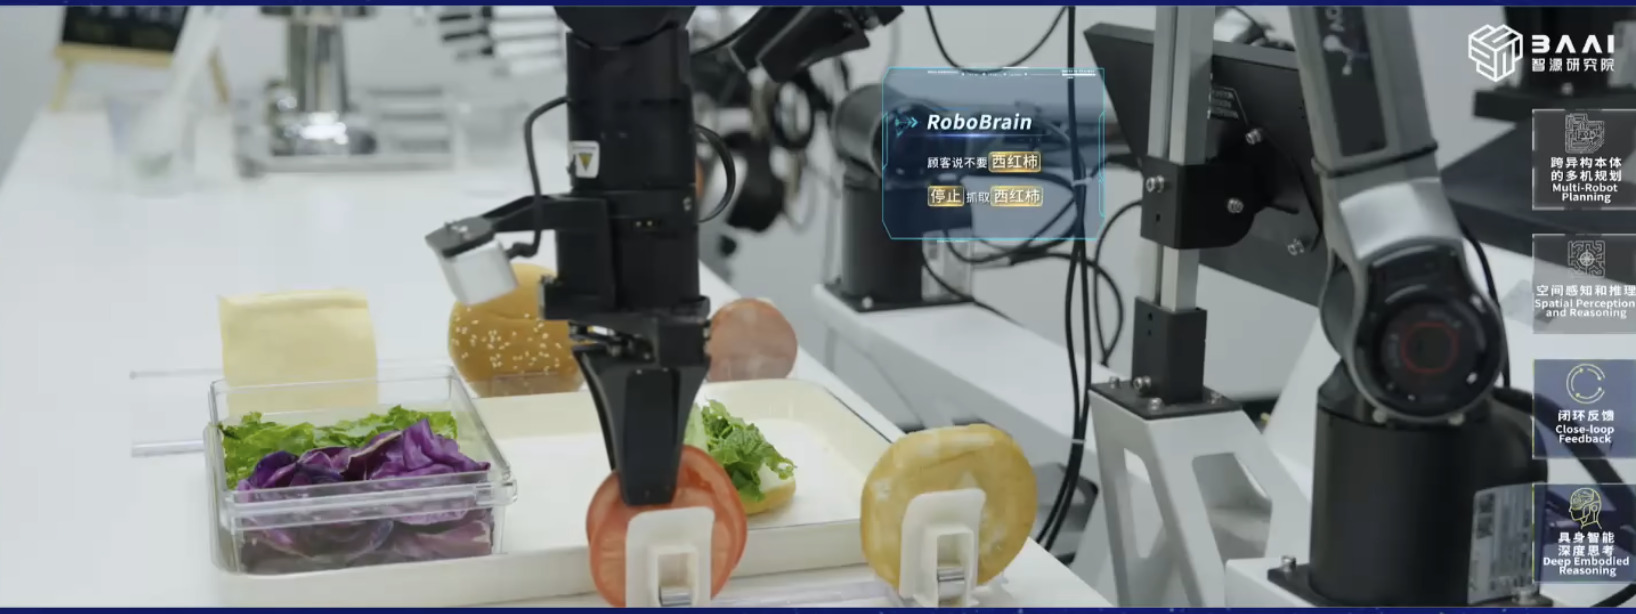 BAAI
智源研究院
RoboBrain
顾客说不要 西红柿
停止 抓取 西红柿
跨异构本体
的多机规划
Multi-Robot
Planning
空间感知和推理
Spatial Perception
and Reasoning
闭环反馈
Close-loop
Feedback
具身智能
深度思考
Deep Embodied
Reasoning